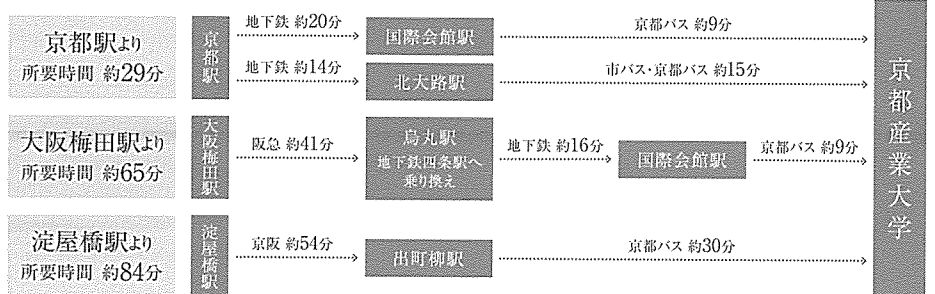 京都駅より
所要時間 約29分
京都駅
地下鉄 約20分
国際会館駅
京都バス 約9分
地下鉄 約14分
北大路駅
市バス・京都バス 約15分
大阪梅田駅より
所要時間 約65分
大阪梅田駅
阪急 約41分
烏丸駅
地下鉄四条駅へ
乗り換え
地下鉄 約16分
国際会館駅
京都バス 約9分
淀屋橋駅より
所要時間 約84分
淀屋橋駅
京阪 約54分
出町柳駅
京都バス 約30分
京都産業大学